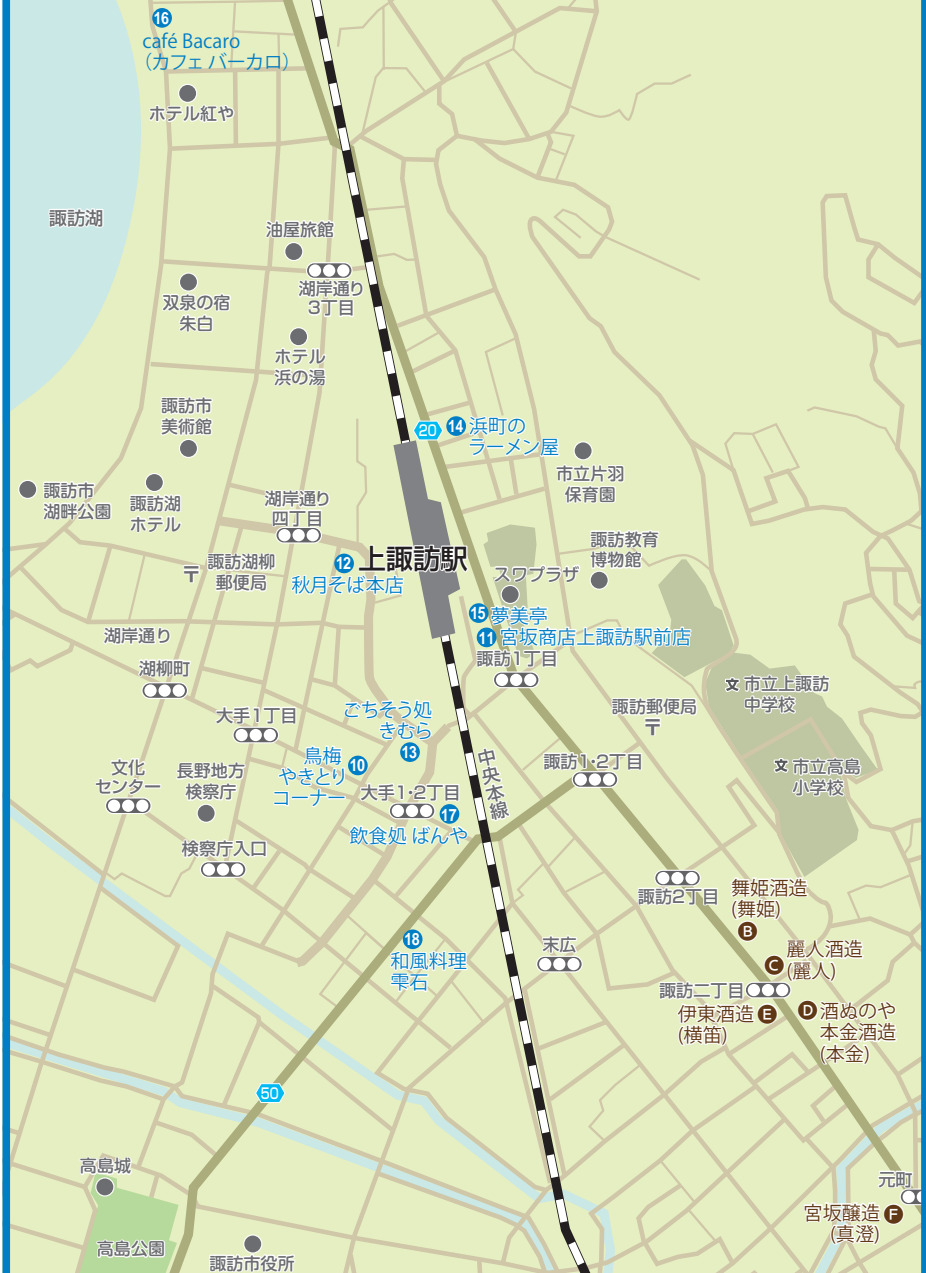 16
café Bacaro
（カフェ バーカロ）
ホテル紅や
諏訪湖
油屋旅館
湖岸通り
3丁目
双泉の宿
朱白
ホテル
浜の湯
諏訪市
美術館
20
14 浜町の
ラーメン屋
市立片羽
保育園
諏訪市
湖畔公園
諏訪湖
ホテル
湖岸通り
四丁目
諏訪教育
博物館
上諏訪駅
12
秋月そば本店
〒 諏訪湖柳
郵便局
スワプラザ
15 夢美亭
11 宮坂商店上諏訪駅前店
諏訪1丁目
湖岸通り
湖柳町
文 市立上諏訪
中学校
諏訪郵便局
〒
大手1丁目
ごちそう処
きむら
13
中央本線
諏訪1・2丁目
文 市立高島
小学校
文化
センター
長野地方
検察庁
鳥梅
やきとり
コーナー
10
大手1・2丁目
17
飲食処 ばんや
検察庁入口
諏訪2丁目
舞姫酒造
(舞姫)
B
18
和風料理
雫石
末広
C 麗人酒造
(麗人)
諏訪二丁目
伊東酒造 E
(横笛)
D 酒ぬのや
本金酒造
(本金)
50
高島城
元町
宮坂醸造 F
(真澄)
高島公園
諏訪市役所